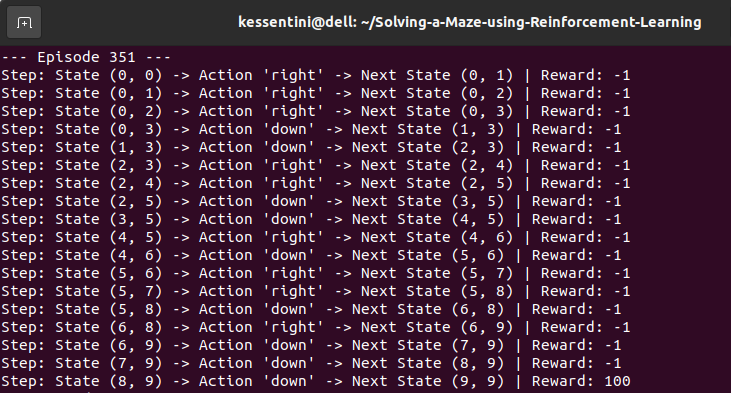 kessentini@dell: ~/Solving-a-Maze-using-Reinforcement-Learning
--- Episode 351 ---
Step: State (0, 0) -> Action 'right' -> Next State (0, 1) | Reward: -1
Step: State (0, 1) -> Action 'right' -> Next State (0, 2) | Reward: -1
Step: State (0, 2) -> Action 'right' -> Next State (0, 3) | Reward: -1
Step: State (0, 3) -> Action 'down' -> Next State (1, 3) | Reward: -1
Step: State (1, 3) -> Action 'down' -> Next State (2, 3) | Reward: -1
Step: State (2, 3) -> Action 'right' -> Next State (2, 4) | Reward: -1
Step: State (2, 4) -> Action 'right' -> Next State (2, 5) | Reward: -1
Step: State (2, 5) -> Action 'down' -> Next State (3, 5) | Reward: -1
Step: State (3, 5) -> Action 'down' -> Next State (4, 5) | Reward: -1
Step: State (4, 5) -> Action 'right' -> Next State (4, 6) | Reward: -1
Step: State (4, 6) -> Action 'down' -> Next State (5, 6) | Reward: -1
Step: State (5, 6) -> Action 'right' -> Next State (5, 7) | Reward: -1
Step: State (5, 7) -> Action 'right' -> Next State (5, 8) | Reward: -1
Step: State (5, 8) -> Action 'down' -> Next State (6, 8) | Reward: -1
Step: State (6, 8) -> Action 'right' -> Next State (6, 9) | Reward: -1
Step: State (6, 9) -> Action 'down' -> Next State (7, 9) | Reward: -1
Step: State (7, 9) -> Action 'down' -> Next State (8, 9) | Reward: -1
Step: State (8, 9) -> Action 'down' -> Next State (9, 9) | Reward: 100